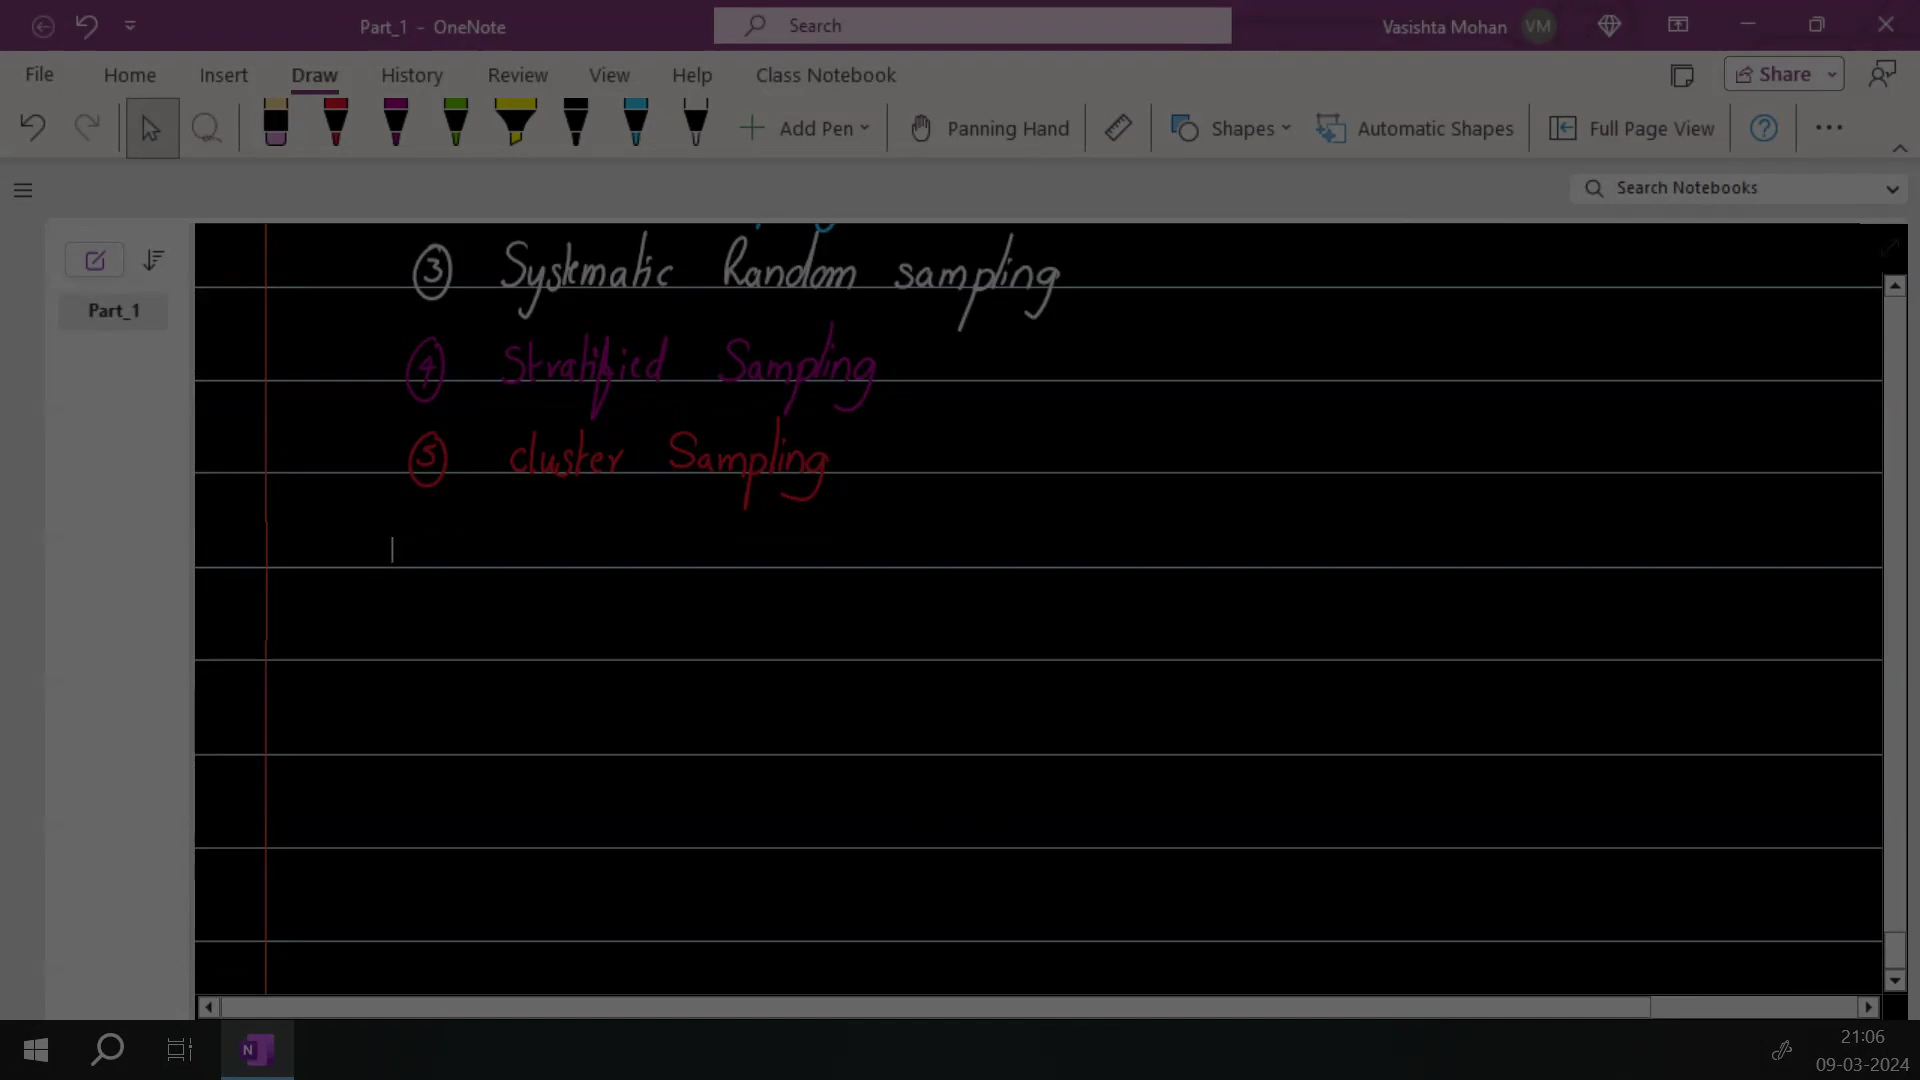 Part_1 - OneNote
Search
Vasishta Mohan
VM
File Home Insert Draw History Review View Help Class Notebook
Share
Add Pen
Panning Hand
Shapes
Automatic Shapes
Full Page View
Search Notebooks
Part_1
③ Systematic Random sampling
④ Stratified Sampling
⑤ cluster Sampling
N
21:06
09-03-2024